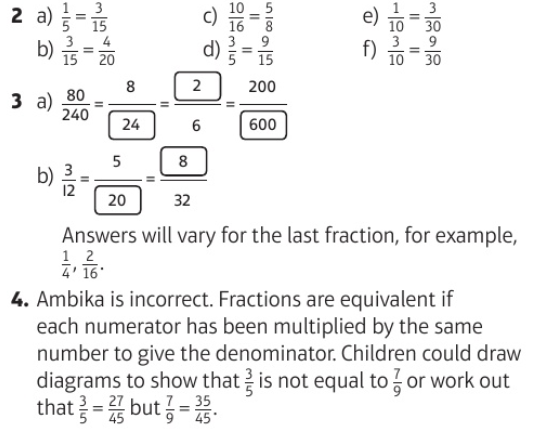 2 a) 1/5 = 3/15 c) 10/16 = 5/8 e) 1/10 = 3/30
b) 3/15 = 4/20 d) 3/5 = 9/15 f) 3/10 = 9/30
3 a) 80/240 = 8/24 = 2/6 = 200/600
b) 3/12 = 5/20 = 8/32
Answers will vary for the last fraction, for example,
1/4, 2/16.
4. Ambika is incorrect. Fractions are equivalent if
each numerator has been multiplied by the same
number to give the denominator. Children could draw
diagrams to show that 3/5 is not equal to 7/9 or work out
that 3/5 = 27/45 but 7/9 = 35/45.